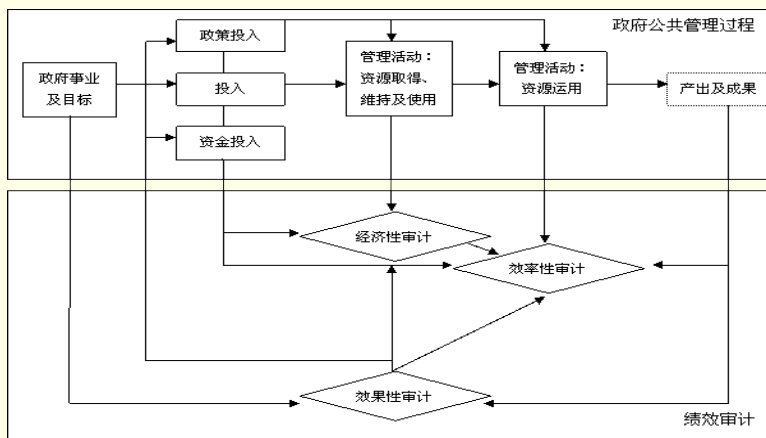 政府公共管理过程
政策投入
政府事业
及目标
投入
资金投入
管理活动：
资源取得、
维持及使用
管理活动：
资源运用
产出及成果
经济性审计
效率性审计
效果性审计
绩效审计